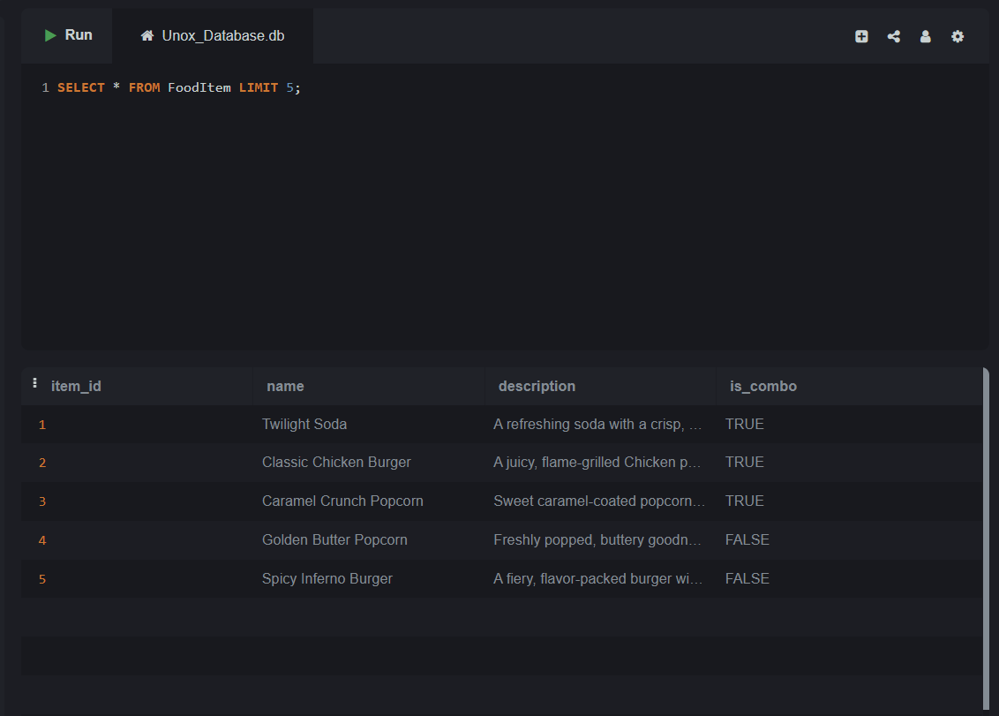 Run
Unox_Database.db
1 SELECT * FROM FoodItem LIMIT 5;
item_id name description is_combo
1 Twilight Soda A refreshing soda with a crisp, … TRUE
2 Classic Chicken Burger A juicy, flame-grilled Chicken p… TRUE
3 Caramel Crunch Popcorn Sweet caramel-coated popcorn… TRUE
4 Golden Butter Popcorn Freshly popped, buttery goodn… FALSE
5 Spicy Inferno Burger A fiery, flavor-packed burger wi… FALSE